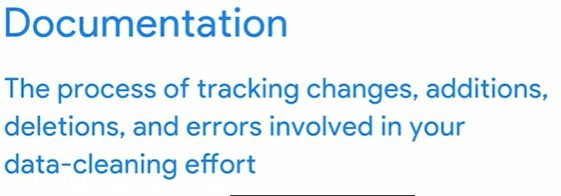 Documentation
The process of tracking changes, additions,
deletions, and errors involved in your
data-cleaning effort